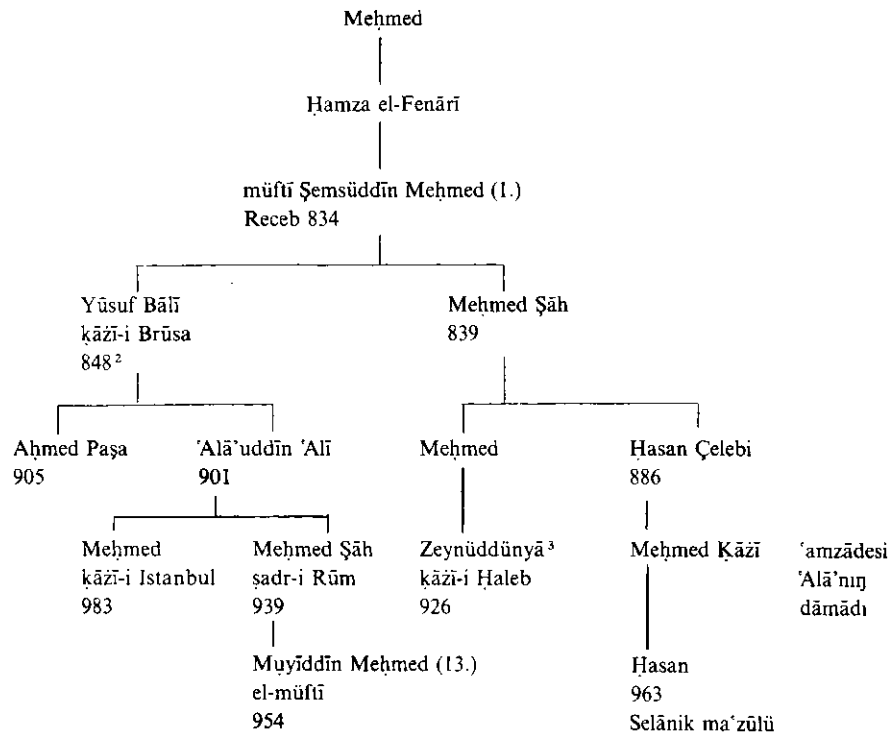 Meḥmed
Ḥamza el-Fenārī
müftī Şemsüddīn Meḥmed (1.)
Receb 834
Yūsuf Bālī
ḳāżī-i Brūsa
848²
Meḥmed Şāh
839
Aḥmed Paşa
905
ʿAlāʾuddīn ʿAlī
901
Meḥmed
Ḥasan Çelebi
886
Meḥmed
ḳāżī-i Istanbul
983
Meḥmed Şāh
ṣadr-i Rūm
939
Zeynüddünyā³
ḳāżī-i Ḥaleb
926
Meḥmed Ḳāżī
ʿamzādesi
ʿAlāʾnıŋ
dāmādı
Muyīddīn Meḥmed (13.)
el-müftī
954
Ḥasan
963
Selānik maʿzūlü